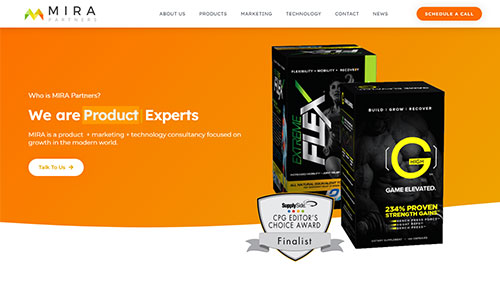 MIRA
PARTNERS
ABOUT US
PRODUCTS
MARKETING
TECHNOLOGY
CONTACT
NEWS
SCHEDULE A CALL
Who is MIRA Partners?
We are Product Experts
MIRA is a product + marketing + technology consultancy focused on
growth in the modern world.
Talk To Us →
FLEXIBILITY • MOBILITY • RECOVERY
EXTREME
FLEX
BUILD | GROW | RECOVER
G
HIGH
GAME ELEVATED.
234% PROVEN
STRENGTH GAINS
SupplySide
CPG EDITOR'S
CHOICE AWARD
Finalist